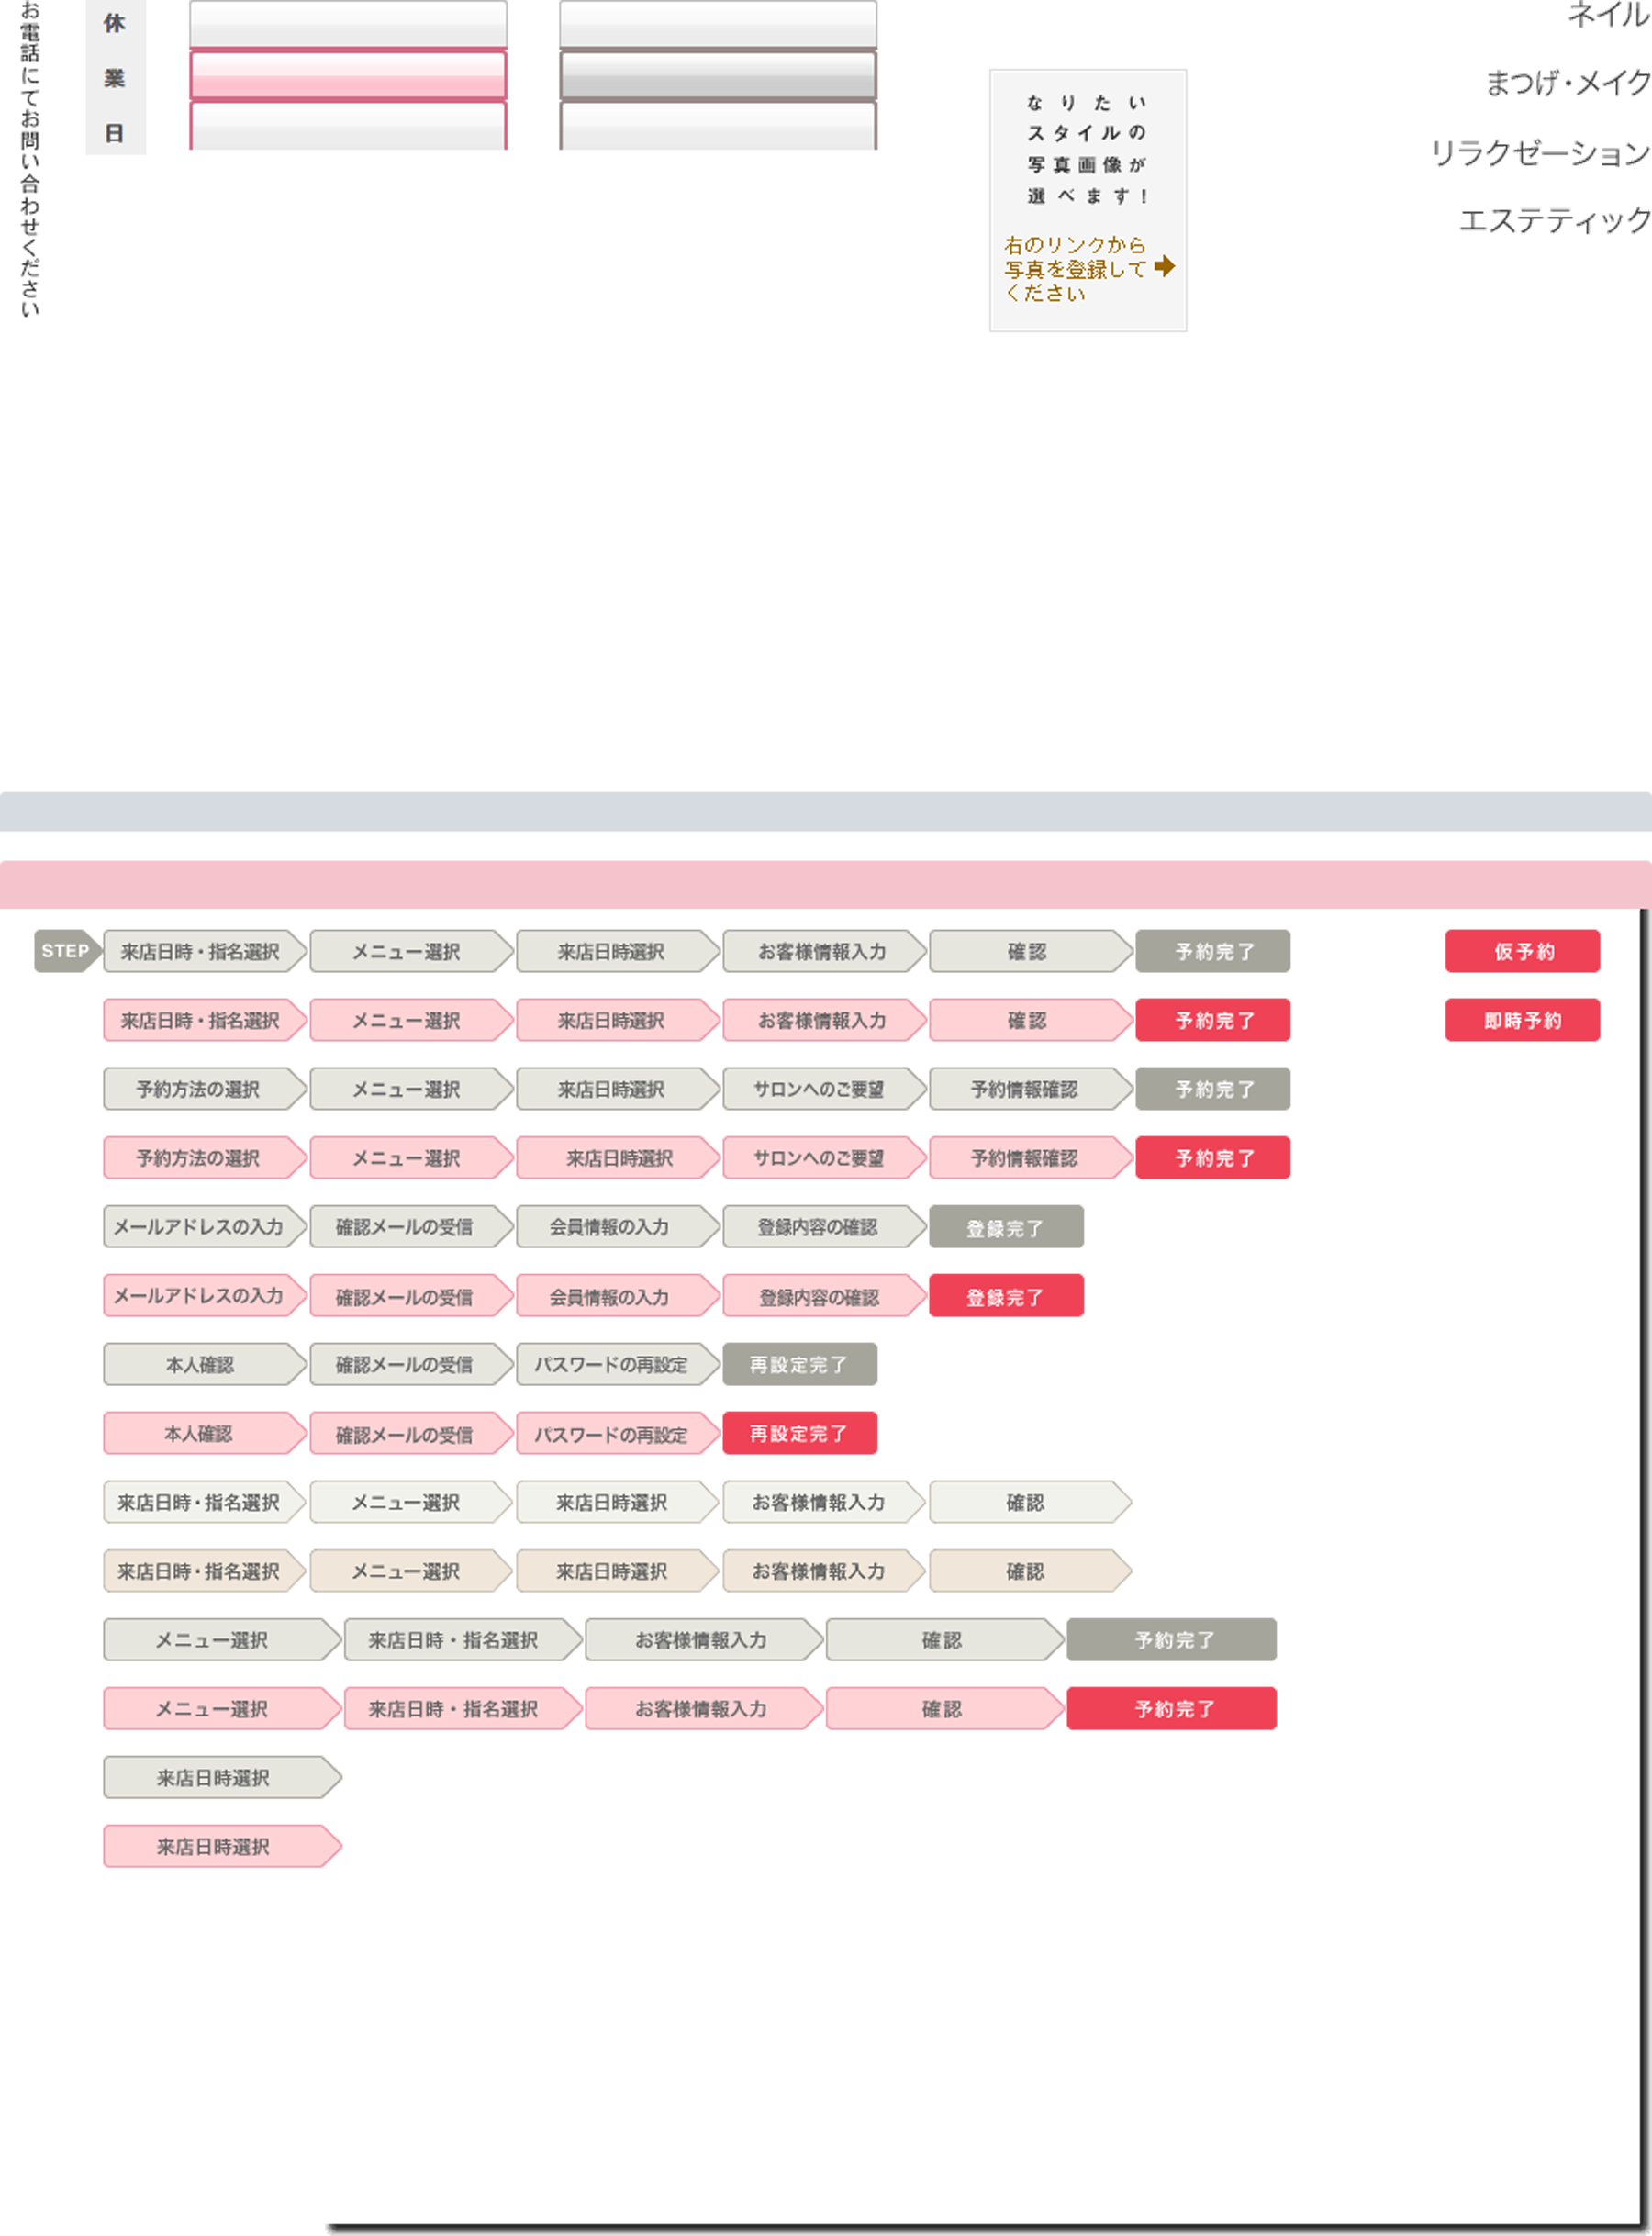 お電話にてお問い合わせください
休業日
なりたい
スタイルの
写真画像が
選べます！
右のリンクから
写真を登録して
ください
ネイル
まつげ・メイク
リラクゼーション
エステティック
STEP 来店日時・指名選択 メニュー選択 来店日時選択 お客様情報入力 確認 予約完了 仮予約
来店日時・指名選択 メニュー選択 来店日時選択 お客様情報入力 確認 予約完了 即時予約
予約方法の選択 メニュー選択 来店日時選択 サロンへのご要望 予約情報確認 予約完了
予約方法の選択 メニュー選択 来店日時選択 サロンへのご要望 予約情報確認 予約完了
メールアドレスの入力 確認メールの受信 会員情報の入力 登録内容の確認 登録完了
メールアドレスの入力 確認メールの受信 会員情報の入力 登録内容の確認 登録完了
本人確認 確認メールの受信 パスワードの再設定 再設定完了
本人確認 確認メールの受信 パスワードの再設定 再設定完了
来店日時・指名選択 メニュー選択 来店日時選択 お客様情報入力 確認
来店日時・指名選択 メニュー選択 来店日時選択 お客様情報入力 確認
メニュー選択 来店日時・指名選択 お客様情報入力 確認 予約完了
メニュー選択 来店日時・指名選択 お客様情報入力 確認 予約完了
来店日時選択
来店日時選択